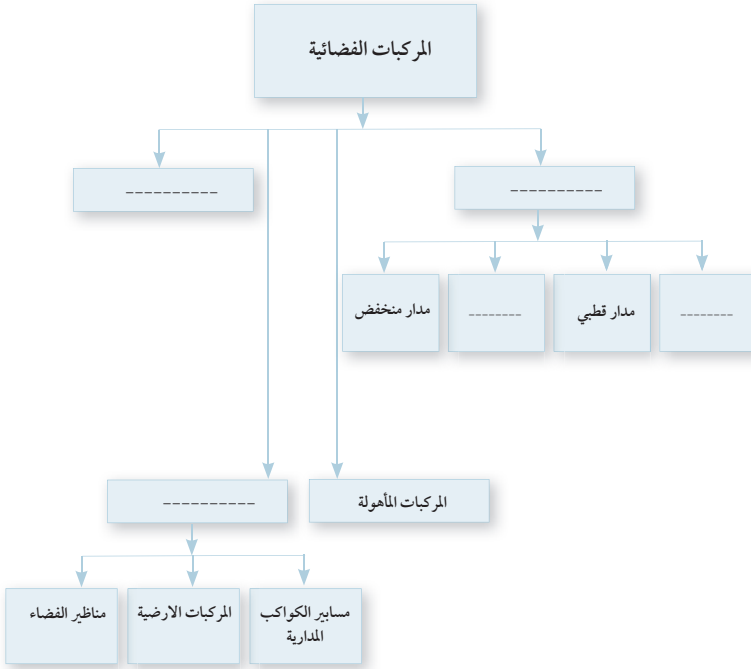 المركبات الفضائية
----------
----------
مدار منخفض
--------
مدار قطبي
--------
----------
المركبات المأهولة
مناظير الفضاء
المركبات الارضية
مسابير الكواكب
المدارية